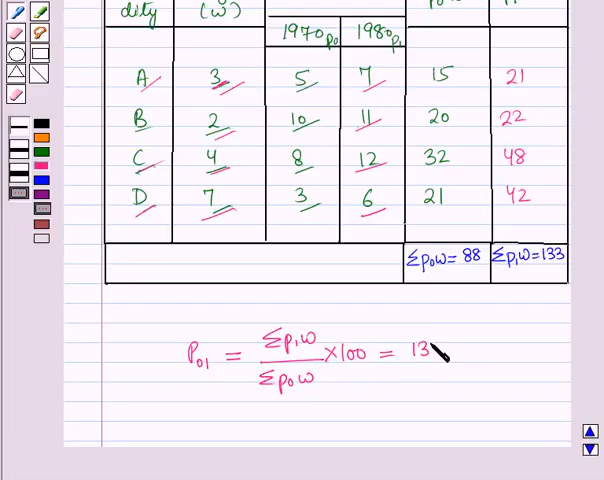 dity (w)
1970 p₀ 1980 p₁
A 3 5 7 15 21
B 2 10 11 20 22
C 4 8 12 32 48
D 7 3 6 21 42
Σp₀w = 88 Σp₁w = 133
P₀₁ = Σp₁w / Σp₀w × 100 = 13